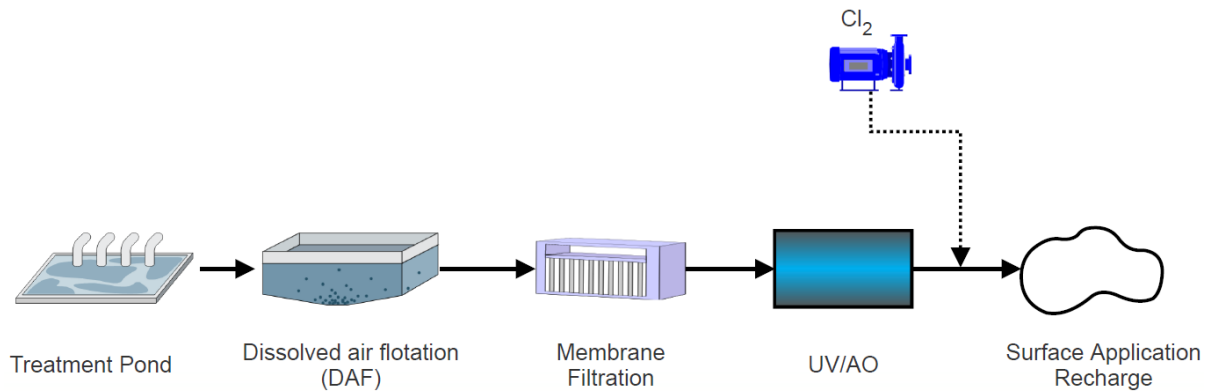 Cl2
Treatment Pond
Dissolved air flotation
(DAF)
Membrane
Filtration
UV/AO
Surface Application
Recharge